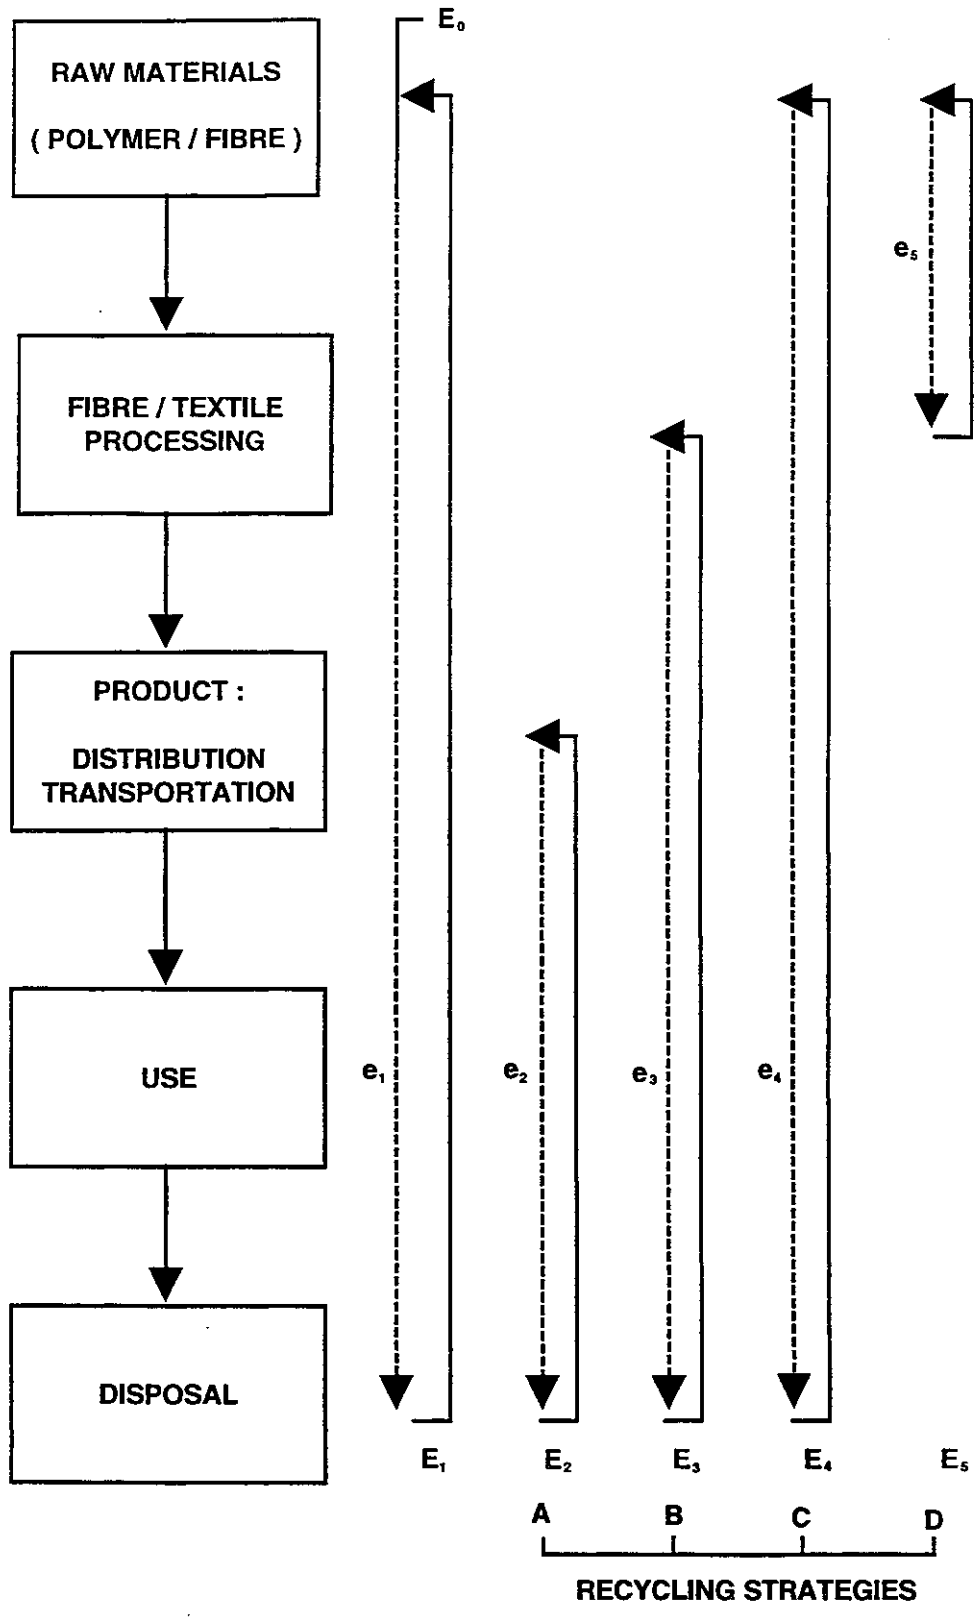 E₀
RAW MATERIALS
( POLYMER / FIBRE )
e₅
FIBRE / TEXTILE
PROCESSING
PRODUCT :
DISTRIBUTION
TRANSPORTATION
USE
e₁
e₂
e₃
e₄
DISPOSAL
E₁
E₂
E₃
E₄
E₅
A
B
C
D
RECYCLING STRATEGIES